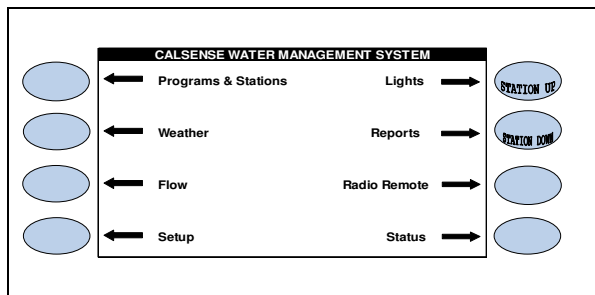 CALSENSE WATER MANAGEMENT SYSTEM
Programs & Stations
Lights
STATION UP
Weather
Reports
STATION DOWN
Flow
Radio Remote
Setup
Status